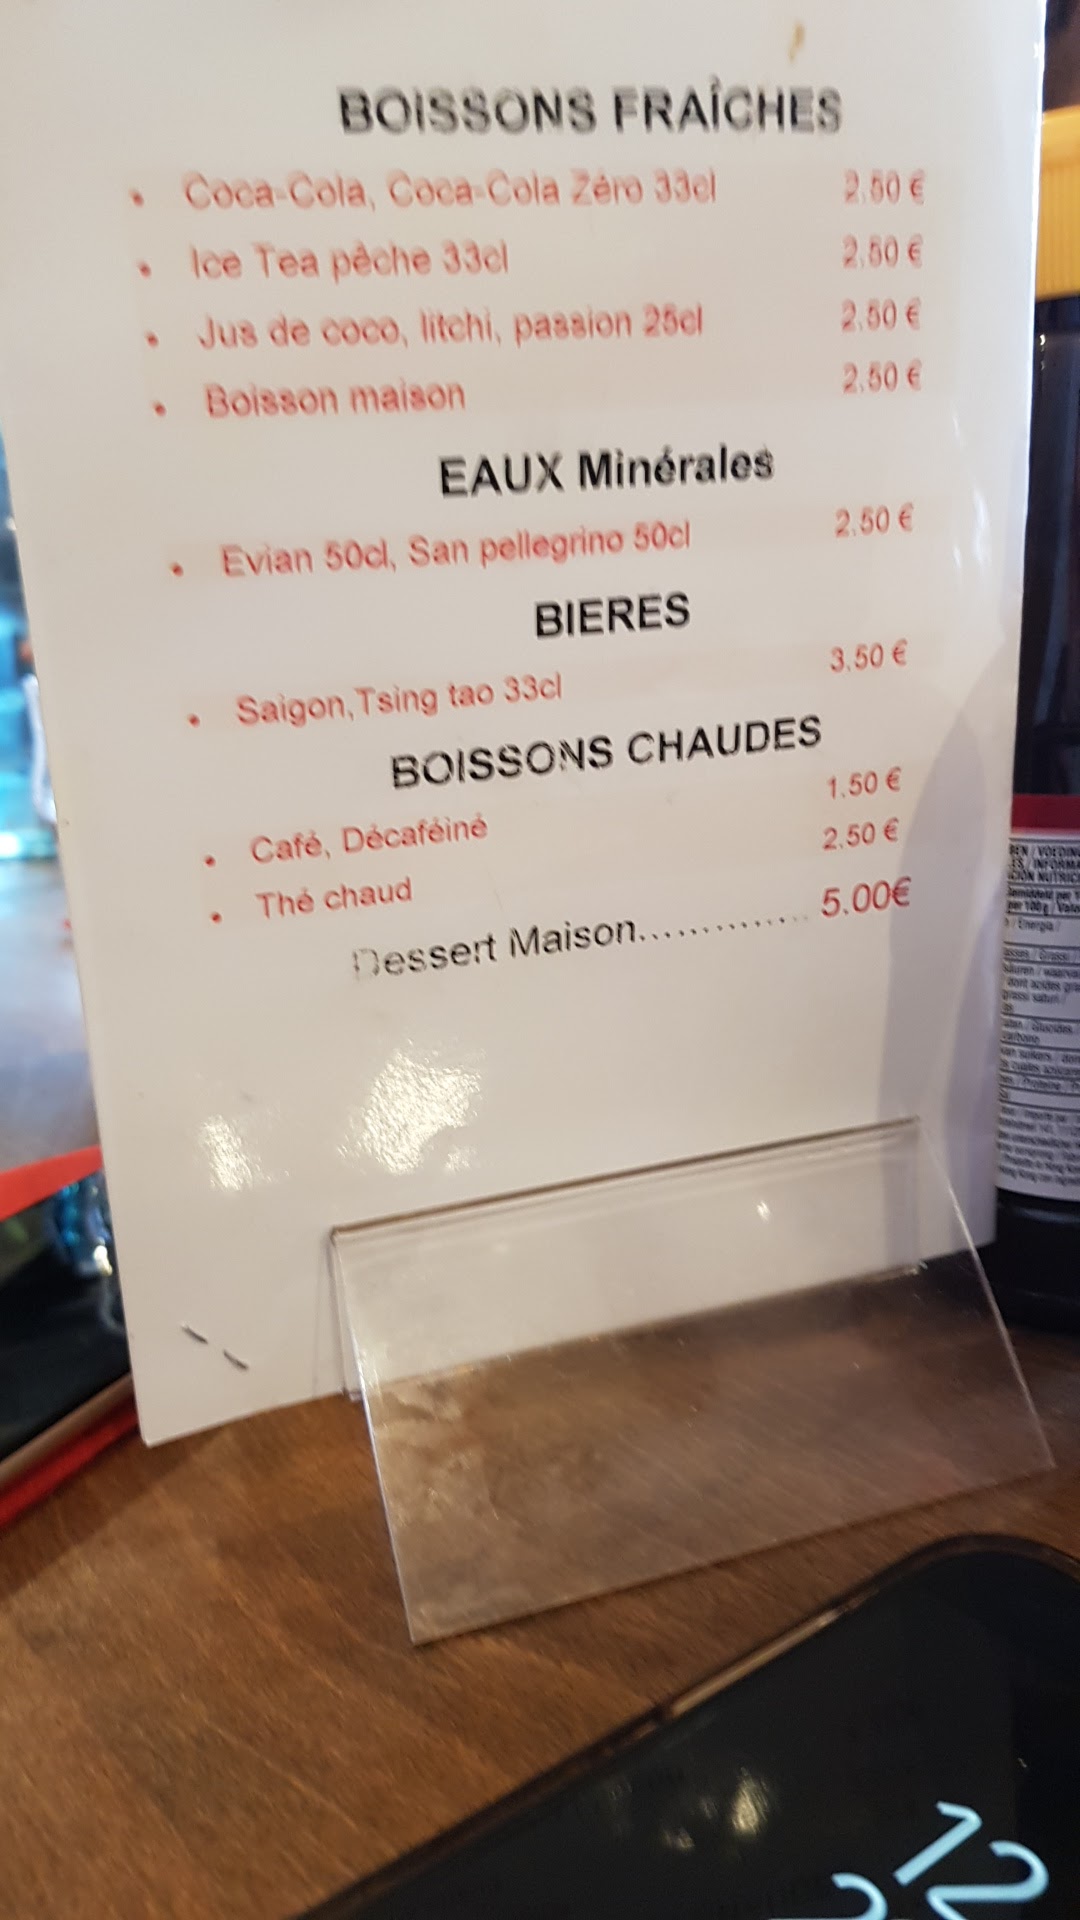 BOISSONS FRAÎCHES
• Coca-Cola, Coca-Cola Zéro 33cl 2.50 €
• Ice Tea pêche 33cl 2.50 €
• Jus de coco, litchi, passion 25cl 2.50 €
• Boisson maison 2.50 €
EAUX Minérales
• Evian 50cl, San pellegrino 50cl 2.50 €
BIERES
• Saigon,Tsing tao 33cl 3.50 €
BOISSONS CHAUDES
• Café, Décaféiné 1.50 €
• Thé chaud 2.50 €
Dessert Maison.............. 5.00€
12